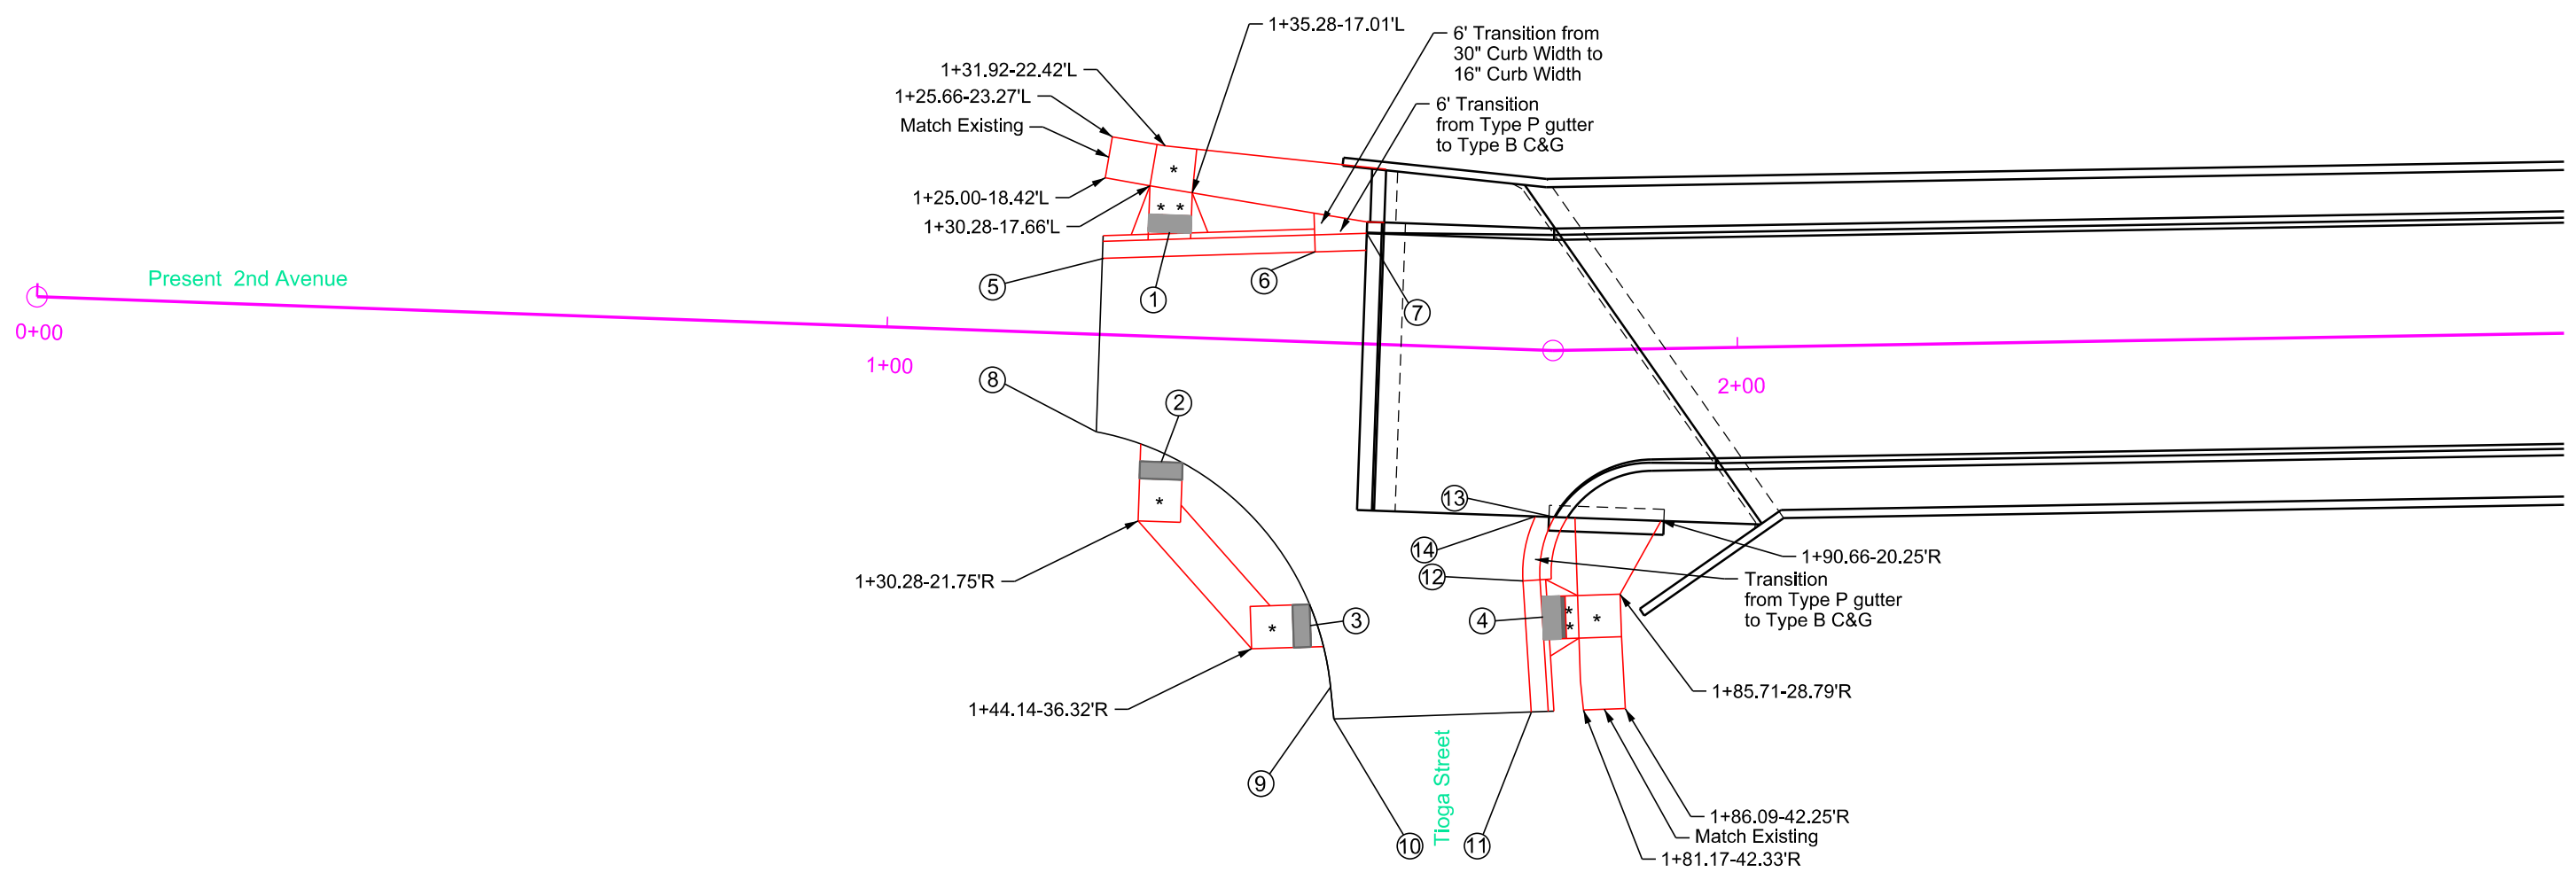 1+35.28-17.01'L
6' Transition from
30" Curb Width to
16" Curb Width
1+31.92-22.42'L
1+25.66-23.27'L
Match Existing
6' Transition
from Type P gutter
to Type B C&G
*
1+25.00-18.42'L
* *
1+30.28-17.66'L
Present 2nd Avenue
5
1
6
7
0+00
1+00
2+00
8
2
*
13
14
12
1+90.66-20.25'R
Transition
from Type P gutter
to Type B C&G
1+30.28-21.75'R
*
3
4
*
*
*
1+44.14-36.32'R
1+85.71-28.79'R
9
10
Tioga Street
11
1+86.09-42.25'R
Match Existing
1+81.17-42.33'R